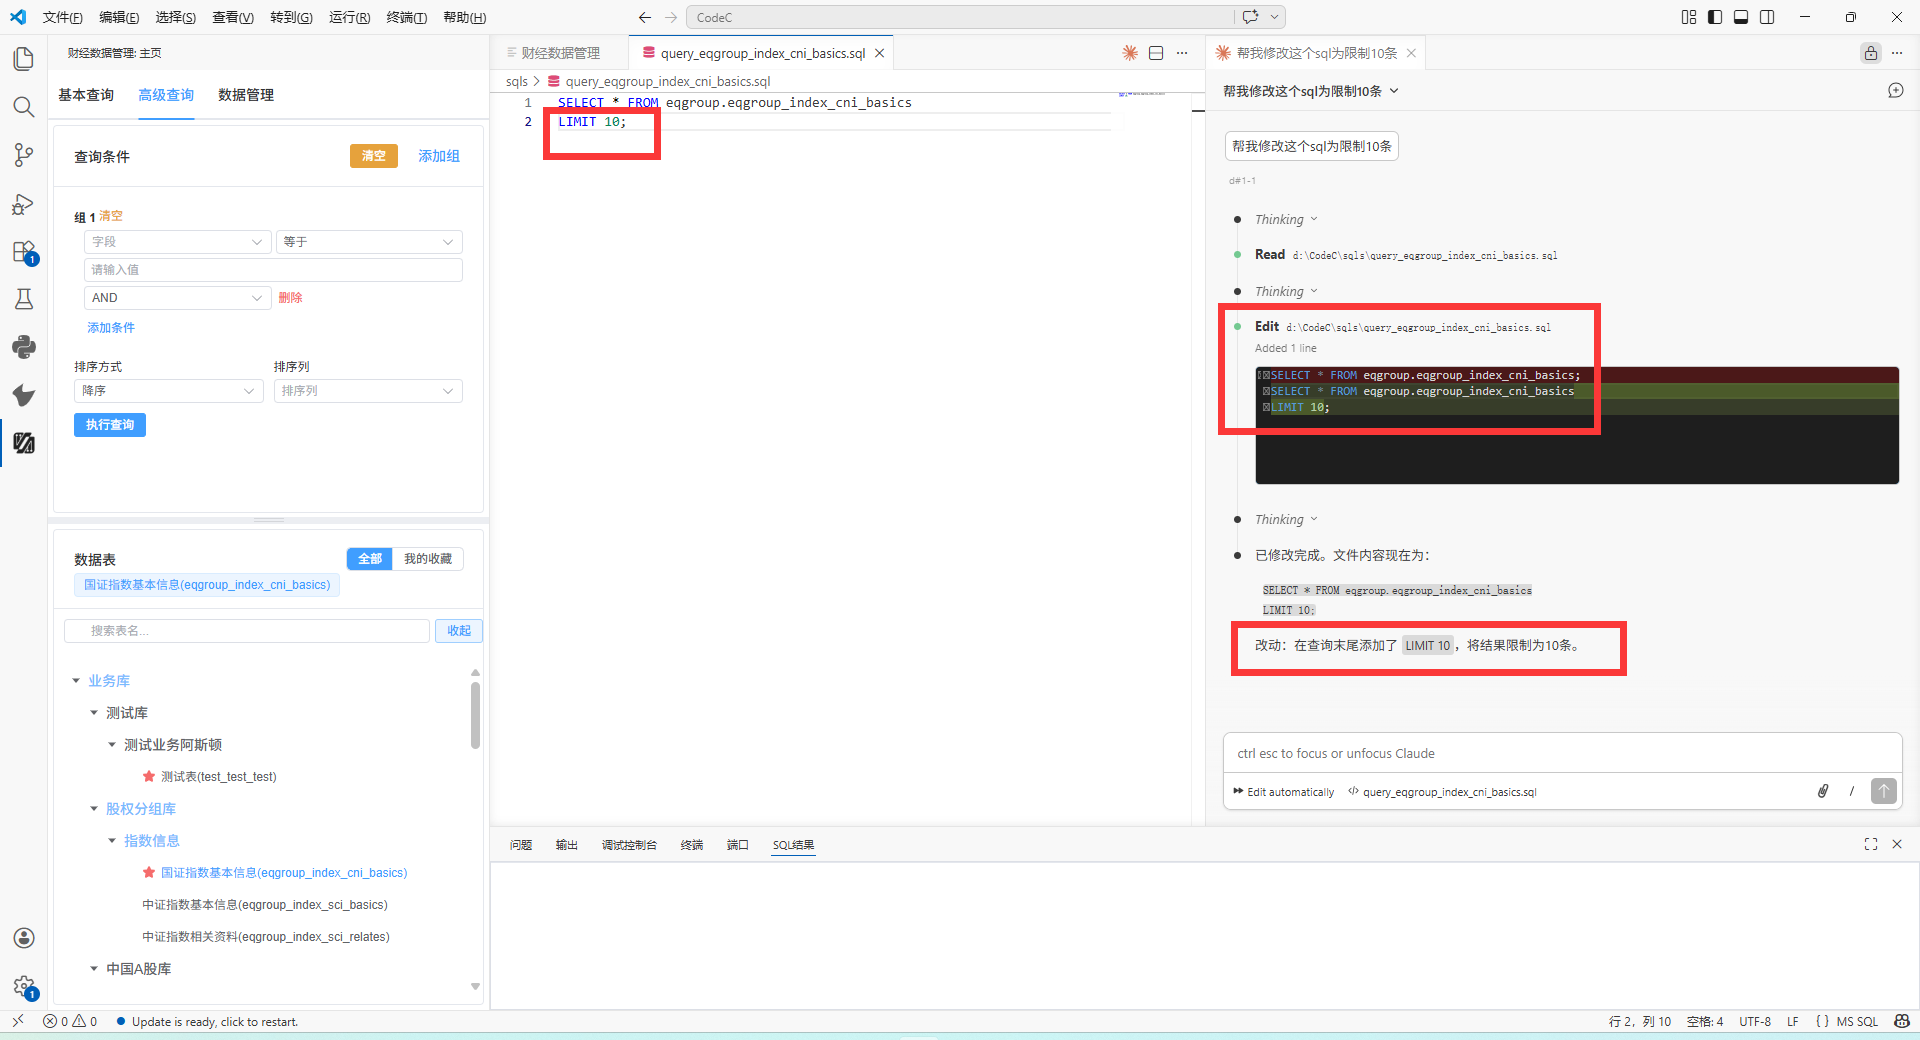 文件(F) 编辑(E) 选择(S) 查看(V) 转到(G) 运行(R) 终端(T) 帮助(H)
CodeC
财经数据管理: 主页
基本查询 高级查询 数据管理
查询条件
清空 添加组
组 1 清空
字段 等于
请输入值
AND 删除
添加条件
排序方式 排序列
降序 排序列
执行查询
数据表
全部 我的收藏
国证指数基本信息(eqgroup_index_cni_basics)
搜索表名...
收起
业务库
测试库
测试业务阿斯顿
测试表(test_test_test)
股权分组库
指数信息
国证指数基本信息(eqgroup_index_cni_basics)
中证指数基本信息(eqgroup_index_sci_basics)
中证指数相关资料(eqgroup_index_sci_relates)
中国A股库
1
1
财经数据管理
query_eqgroup_index_cni_basics.sql
sqls > query_eqgroup_index_cni_basics.sql
1 SELECT * FROM eqgroup.eqgroup_index_cni_basics
2 LIMIT 10;
帮我修改这个sql为限制10条
帮我修改这个sql为限制10条
帮我修改这个sql为限制10条
d#1-1
Thinking
Read d:\CodeC\sqls\query_eqgroup_index_cni_basics.sql
Thinking
Edit d:\CodeC\sqls\query_eqgroup_index_cni_basics.sql
Added 1 line
SELECT * FROM eqgroup.eqgroup_index_cni_basics;
SELECT * FROM eqgroup.eqgroup_index_cni_basics
LIMIT 10;
Thinking
已修改完成。文件内容现在为：
SELECT * FROM eqgroup.eqgroup_index_cni_basics
LIMIT 10;
改动：在查询末尾添加了 LIMIT 10，将结果限制为10条。
ctrl esc to focus or unfocus Claude
Edit automatically </> query_eqgroup_index_cni_basics.sql
/
问题 输出 调试控制台 终端 端口 SQL结果
0 0 Update is ready, click to restart.
行 2，列 10 空格: 4 UTF-8 LF {} MS SQL